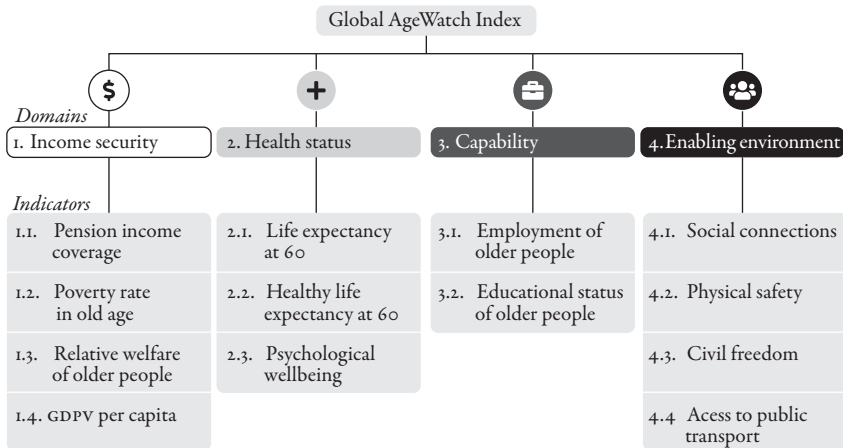 Global AgeWatch Index
$
Domains
1. Income security
2. Health status
3. Capability
4.Enabling environment
Indicators
1.1. Pension income
coverage
1.2. Poverty rate
in old age
1.3. Relative welfare
of older people
1.4. GDPV per capita
2.1. Life expectancy
at 60
2.2. Healthy life
expectancy at 60
2.3. Psychological
wellbeing
3.1. Employment of
older people
3.2. Educational status
of older people
4.1. Social connections
4.2. Physical safety
4.3. Civil freedom
4.4 Acess to public
transport